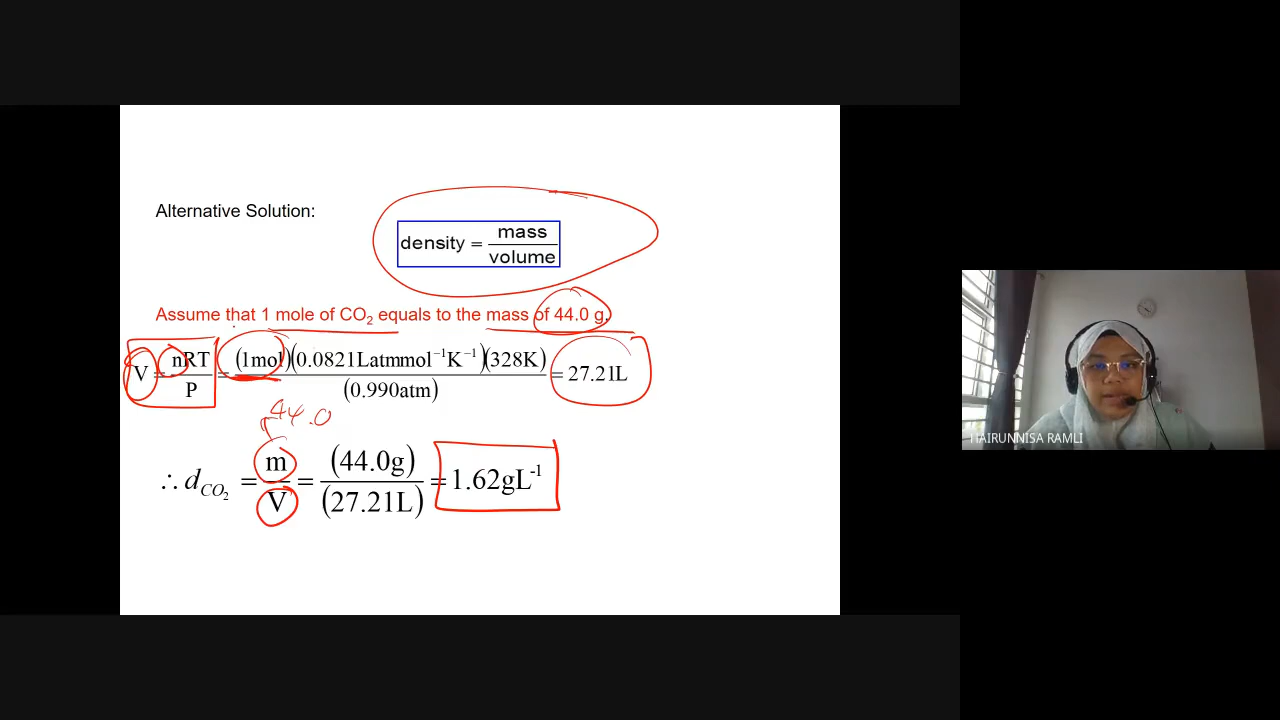 Alternative Solution:
density = mass / volume
Assume that 1 mole of CO₂ equals to the mass of 44.0 g.
V = nRT / P = (1mol)(0.0821Latmmol⁻¹K⁻¹)(328K) / (0.990atm) = 27.21L
44.0
∴ d_CO₂ = m / V = (44.0g) / (27.21L) = 1.62gL⁻¹
HAIRUNNISA RAMLI